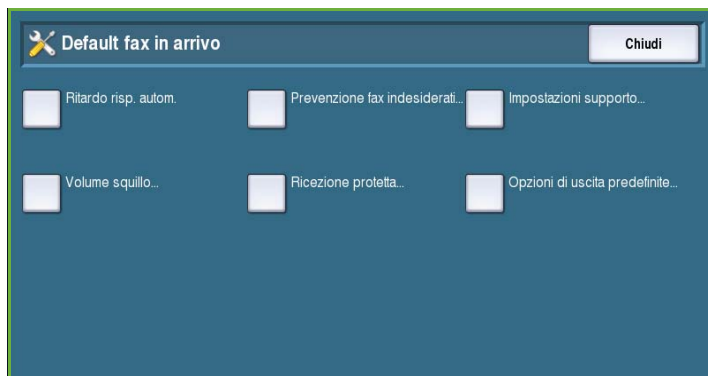 Default fax in arrivo
Chiudi
Ritardo risp. autom.
Prevenzione fax indesiderati...
Impostazioni supporto...
Volume squillo...
Ricezione protetta...
Opzioni di uscita predefinite...